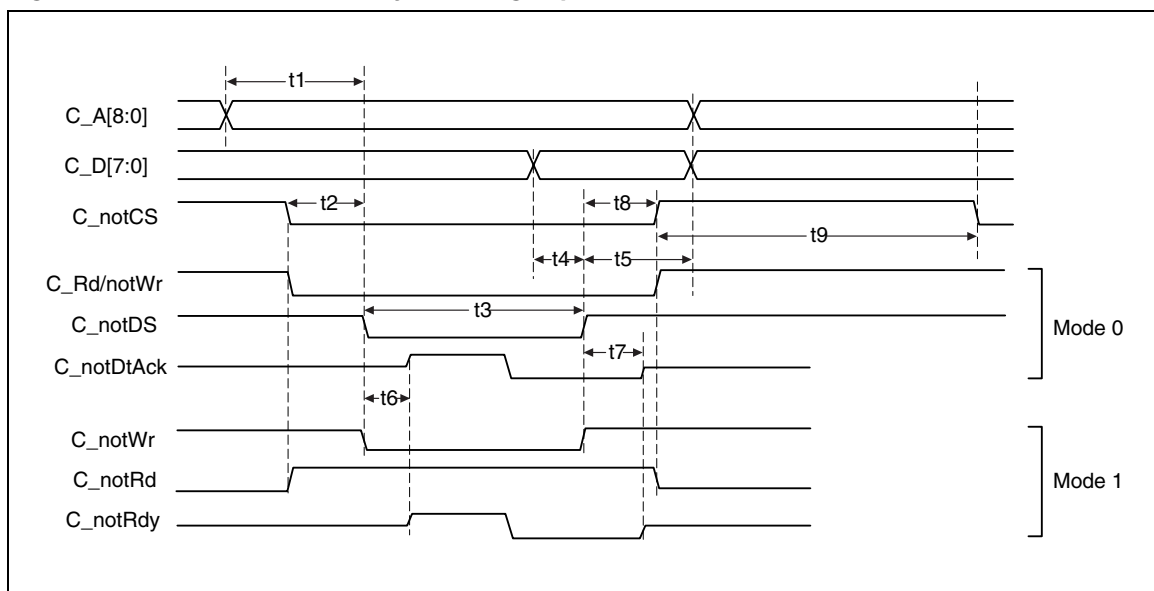 t1
C_A[8:0]
C_D[7:0]
t2
t8
C_notCS
t9
t4
t5
C_Rd/notWr
t3
C_notDS
Mode 0
t7
C_notDtAck
t6
C_notWr
C_notRd
Mode 1
C_notRdy